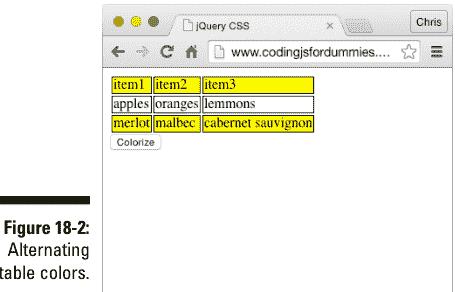 jQuery CSS
Chris
www.codingjsfordummies....
item1 item2 item3
apples oranges lemmons
merlot malbec cabernet sauvignon
Colorize
Figure 18-2:
Alternating
table colors.